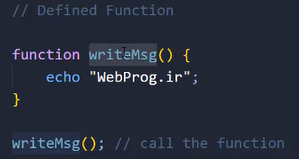 // Defined Function
function writeMsg() {
    echo "WebProg.ir";
}
writeMsg(); // call the function